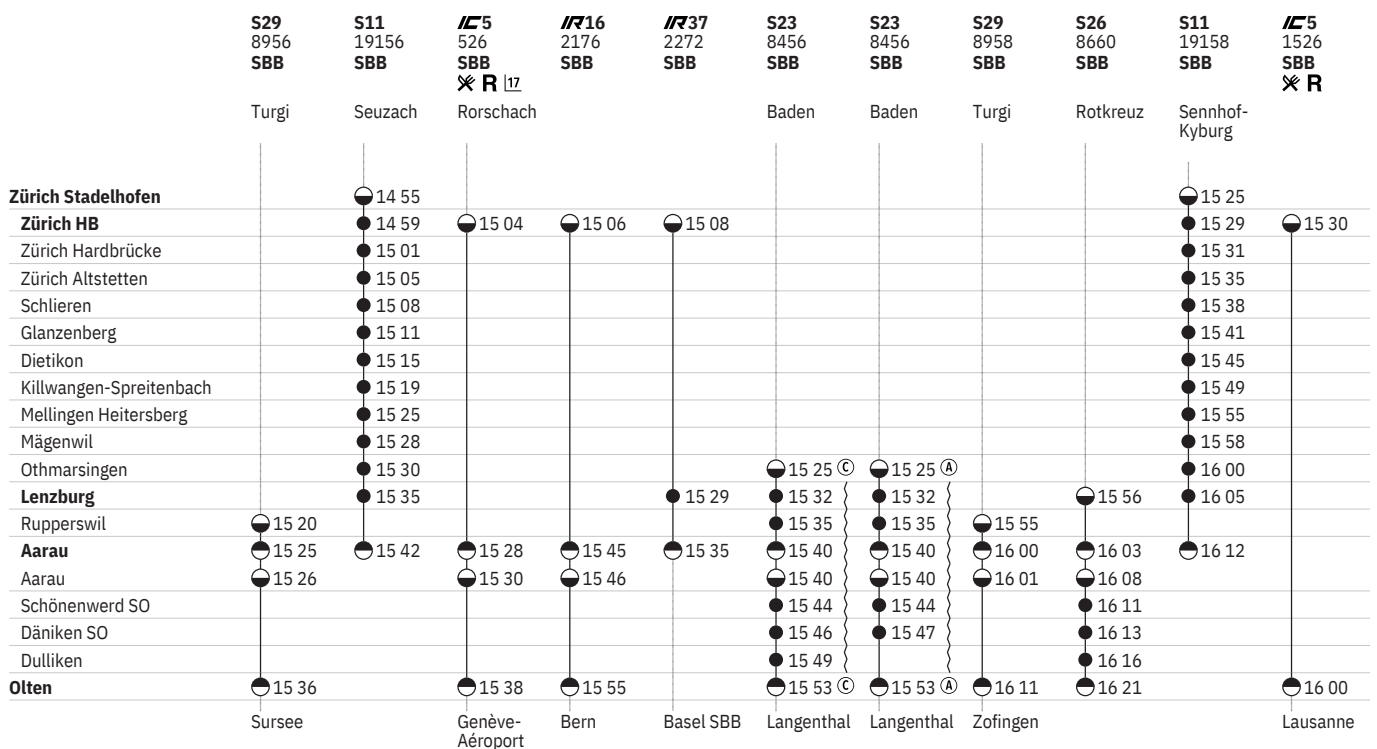 S29 S11 IC5 IR16 IR37 S23 S23 S29 S26 S11 IC5
8956 19156 526 2176 2272 8456 8456 8958 8660 19158 1526
SBB SBB SBB SBB SBB SBB SBB SBB SBB SBB SBB
R 17 R
Turgi Seuzach Rorschach Baden Baden Turgi Rotkreuz Sennhof-
Kyburg
Zürich Stadelhofen 14 55 15 25
Zürich HB 14 59 15 04 15 06 15 08 15 29 15 30
Zürich Hardbrücke 15 01 15 31
Zürich Altstetten 15 05 15 35
Schlieren 15 08 15 38
Glanzenberg 15 11 15 41
Dietikon 15 15 15 45
Killwangen-Spreitenbach 15 19 15 49
Mellingen Heitersberg 15 25 15 55
Mägenwil 15 28 15 58
Othmarsingen 15 30 15 25 C 15 25 A 16 00
Lenzburg 15 35 15 29 15 32 15 32 15 56 16 05
Rupperswil 15 20 15 35 15 35 15 55
Aarau 15 25 15 42 15 28 15 45 15 35 15 40 15 40 16 00 16 03 16 12
Aarau 15 26 15 30 15 46 15 40 15 40 16 01 16 08
Schönenwerd SO 15 44 15 44 16 11
Däniken SO 15 46 15 47 16 13
Dulliken 15 49 16 16
Olten 15 36 15 38 15 55 15 53 C 15 53 A 16 11 16 21 16 00
Sursee Genève- Bern Basel SBB Langenthal Langenthal Zofingen Lausanne
Aéroport